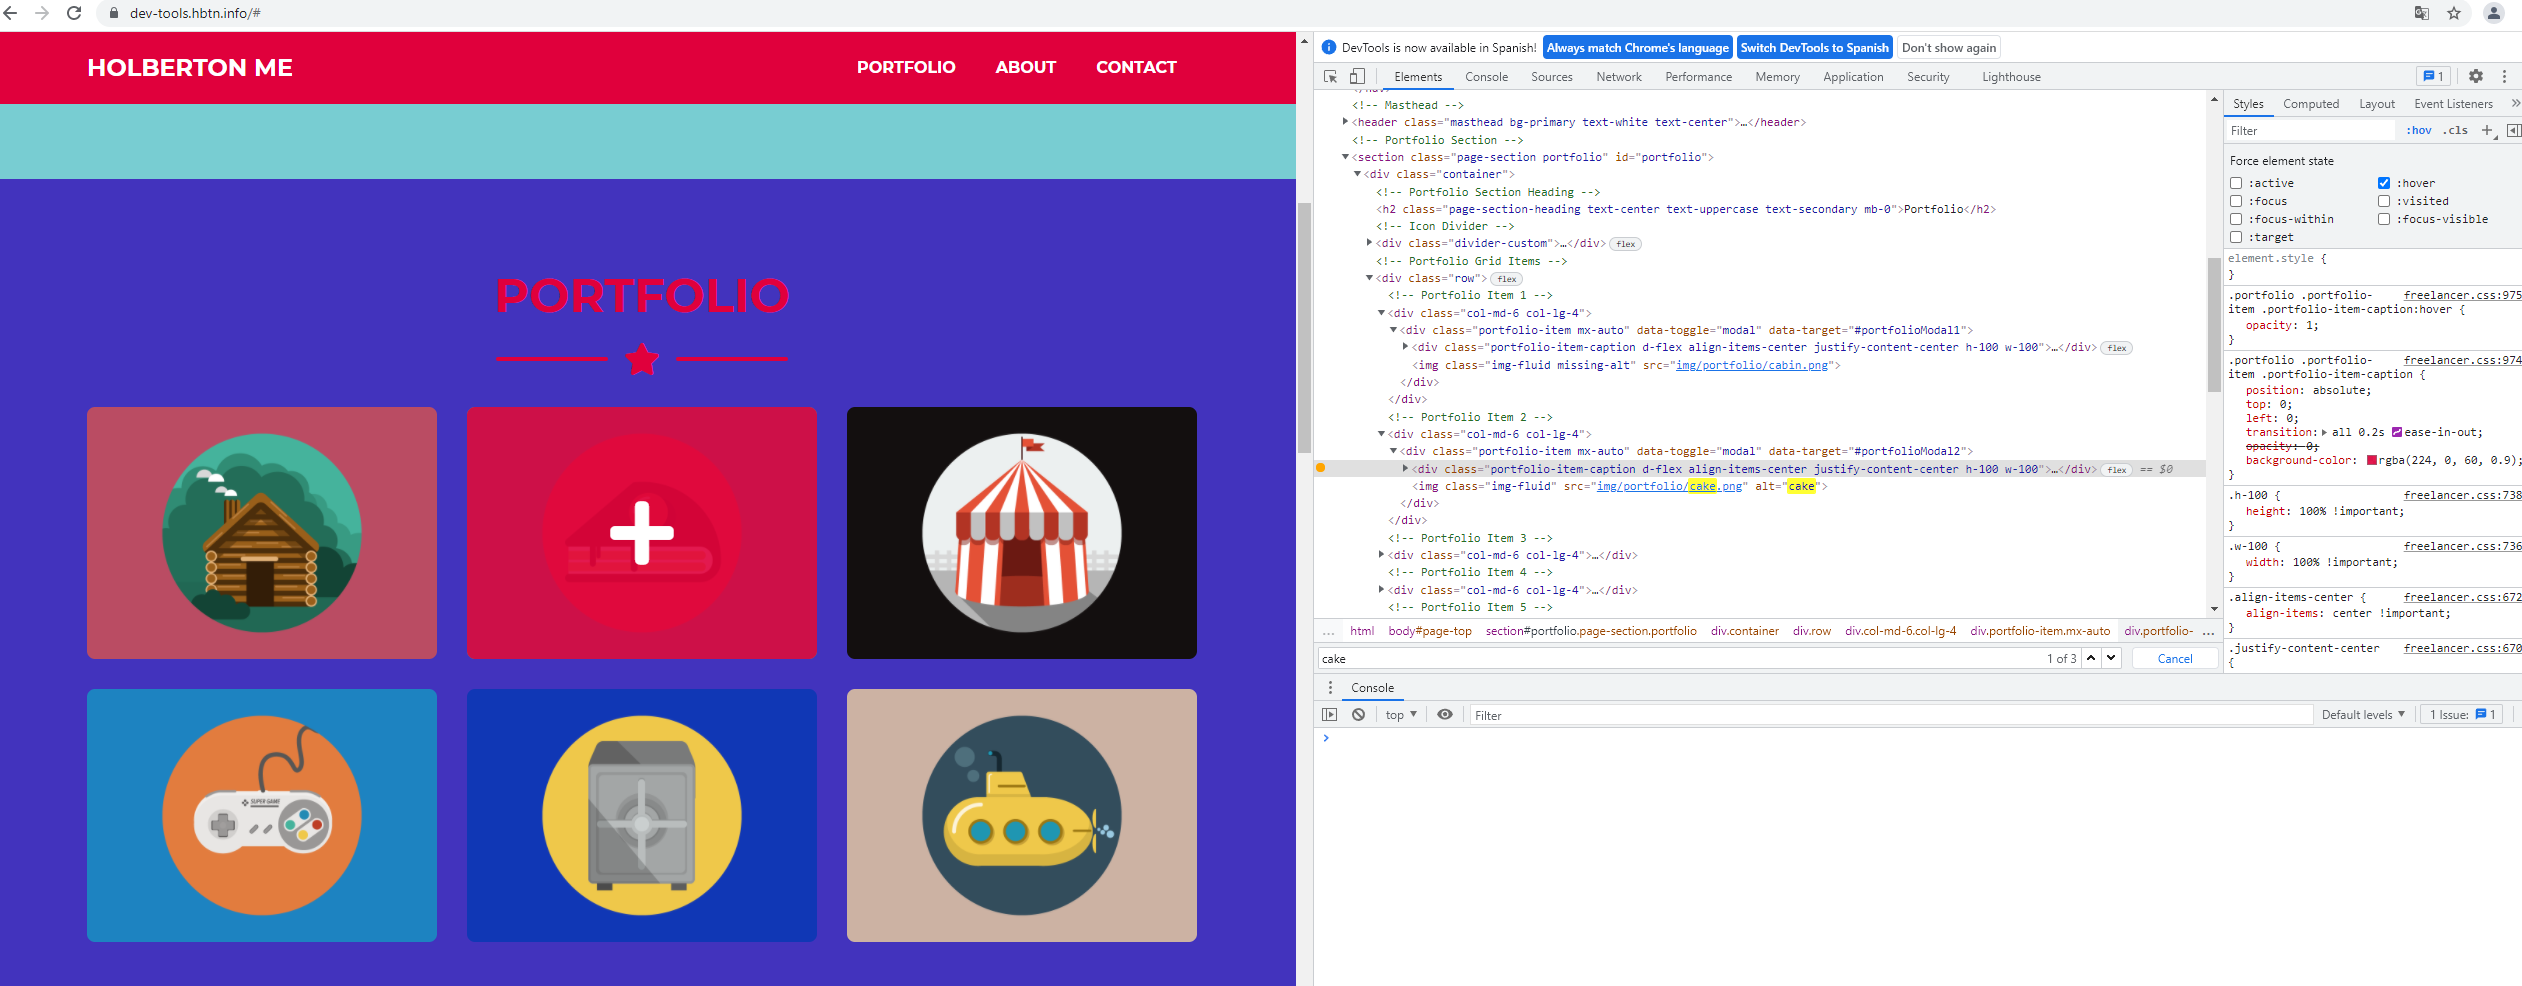 dev-tools.hbtn.info/#
HOLBERTON ME
PORTFOLIO ABOUT CONTACT
PORTFOLIO
SUPER GAME
DevTools is now available in Spanish! Always match Chrome's language Switch DevTools to Spanish Don't show again
Elements Console Sources Network Performance Memory Application Security Lighthouse 1
<!-- Masthead -->
<header class="masthead bg-primary text-white text-center">…</header>
<!-- Portfolio Section -->
<section class="page-section portfolio" id="portfolio">
<div class="container">
<!-- Portfolio Section Heading -->
<h2 class="page-section-heading text-center text-uppercase text-secondary mb-0">Portfolio</h2>
<!-- Icon Divider -->
<div class="divider-custom">…</div> flex
<!-- Portfolio Grid Items -->
<div class="row"> flex
<!-- Portfolio Item 1 -->
<div class="col-md-6 col-lg-4">
<div class="portfolio-item mx-auto" data-toggle="modal" data-target="#portfolioModal1">
<div class="portfolio-item-caption d-flex align-items-center justify-content-center h-100 w-100">…</div> flex
<img class="img-fluid missing-alt" src="img/portfolio/cabin.png">
</div>
</div>
<!-- Portfolio Item 2 -->
<div class="col-md-6 col-lg-4">
<div class="portfolio-item mx-auto" data-toggle="modal" data-target="#portfolioModal2">
<div class="portfolio-item-caption d-flex align-items-center justify-content-center h-100 w-100">…</div> flex == $0
<img class="img-fluid" src="img/portfolio/cake.png" alt="cake">
</div>
</div>
<!-- Portfolio Item 3 -->
<div class="col-md-6 col-lg-4">…</div>
<!-- Portfolio Item 4 -->
<div class="col-md-6 col-lg-4">…</div>
<!-- Portfolio Item 5 -->
… html body#page-top section#portfolio.page-section.portfolio div.container div.row div.col-md-6.col-lg-4 div.portfolio-item.mx-auto div.portfolio- …
cake 1 of 3 Cancel
Styles Computed Layout Event Listeners »
Filter :hov .cls +
Force element state
:active :hover
:focus :visited
:focus-within :focus-visible
:target
element.style {
}
.portfolio .portfolio- freelancer.css:975
item .portfolio-item-caption:hover {
opacity: 1;
}
.portfolio .portfolio- freelancer.css:974
item .portfolio-item-caption {
position: absolute;
top: 0;
left: 0;
transition: all 0.2s ease-in-out;
opacity: 0;
background-color: rgba(224, 0, 60, 0.9);
}
.h-100 { freelancer.css:738
height: 100% !important;
}
.w-100 { freelancer.css:736
width: 100% !important;
}
.align-items-center { freelancer.css:672
align-items: center !important;
}
.justify-content-center freelancer.css:670
{
Console
top Filter Default levels 1 Issue: 1